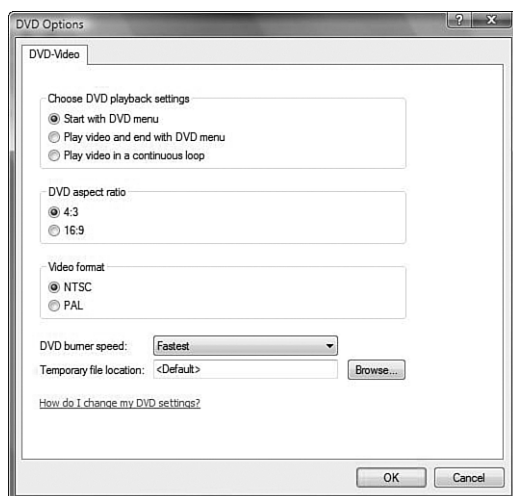 DVD Options
DVD-Video
Choose DVD playback settings
Start with DVD menu
Play video and end with DVD menu
Play video in a continuous loop
DVD aspect ratio
4:3
16:9
Video format
NTSC
PAL
DVD burner speed: Fastest
Temporary file location: <Default> Browse...
How do I change my DVD settings?
OK Cancel